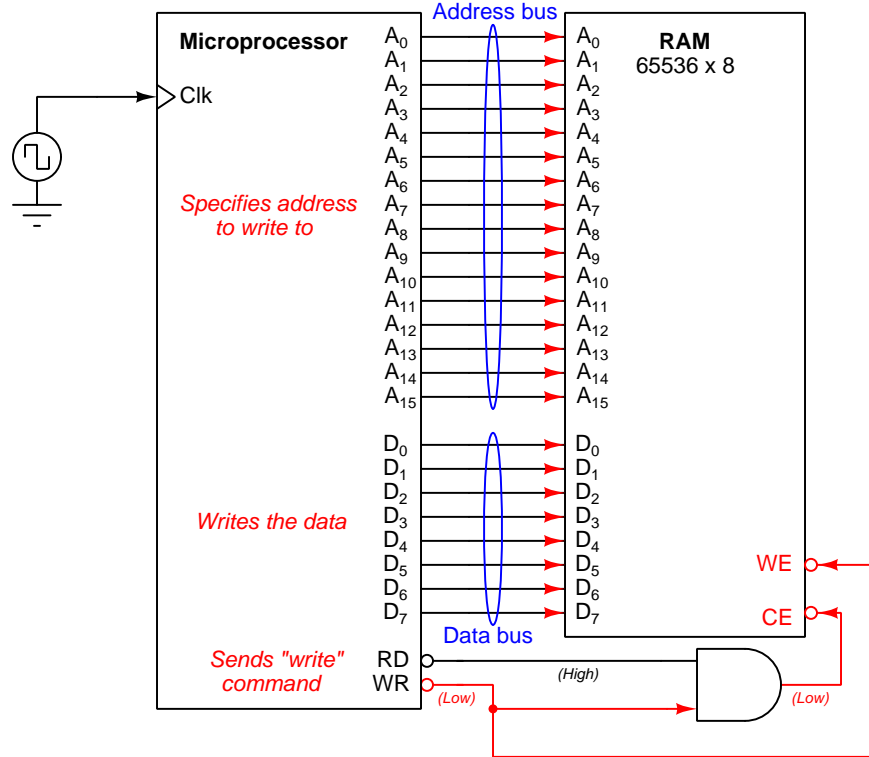 Address bus
Microprocessor
Clk
Specifies address
to write to
Writes the data
Sends "write"
command
A0
A1
A2
A3
A4
A5
A6
A7
A8
A9
A10
A11
A12
A13
A14
A15
D0
D1
D2
D3
D4
D5
D6
D7
RD
WR
RAM
65536 x 8
A0
A1
A2
A3
A4
A5
A6
A7
A8
A9
A10
A11
A12
A13
A14
A15
D0
D1
D2
D3
D4
D5
D6
D7
WE
CE
Data bus
(High)
(Low)
(Low)